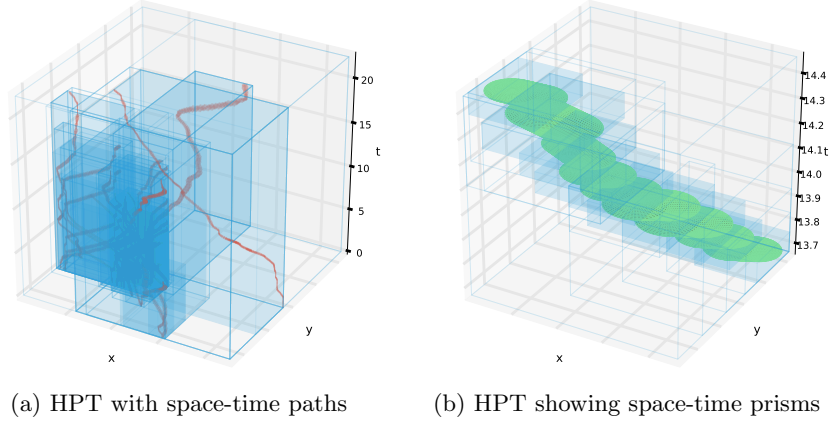 20
15
t
10
5
0
y
x
14.4
14.3
14.2
14.1
t
14.0
13.9
13.8
13.7
y
x
(a) HPT with space-time paths
(b) HPT showing space-time prisms